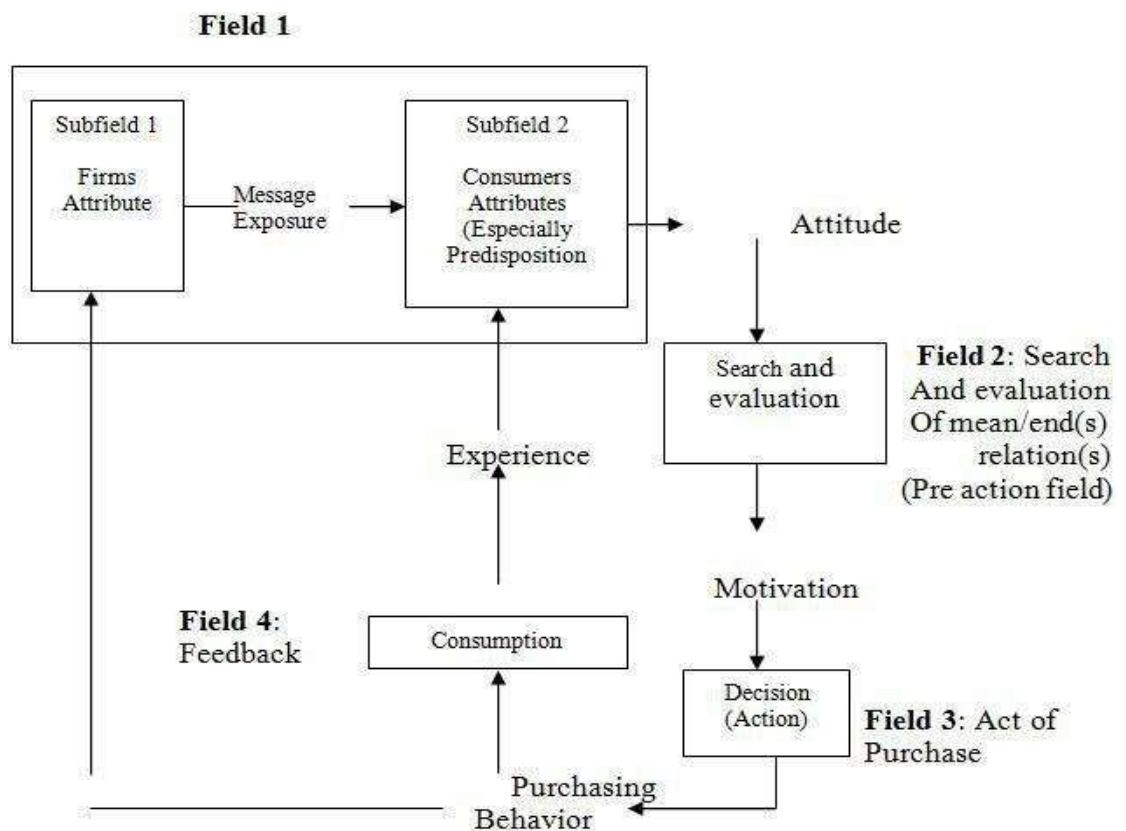 Field 1
Subfield 1
Firms
Attribute
Message
Exposure
Subfield 2
Consumers
Attributes
(Especially
Predisposition
Attitude
Search and
evaluation
Field 2: Search
And evaluation
Of mean/end(s)
relation(s)
(Pre action field)
Experience
Motivation
Field 4:
Feedback
Consumption
Decision
(Action)
Field 3: Act of
Purchase
Purchasing
Behavior